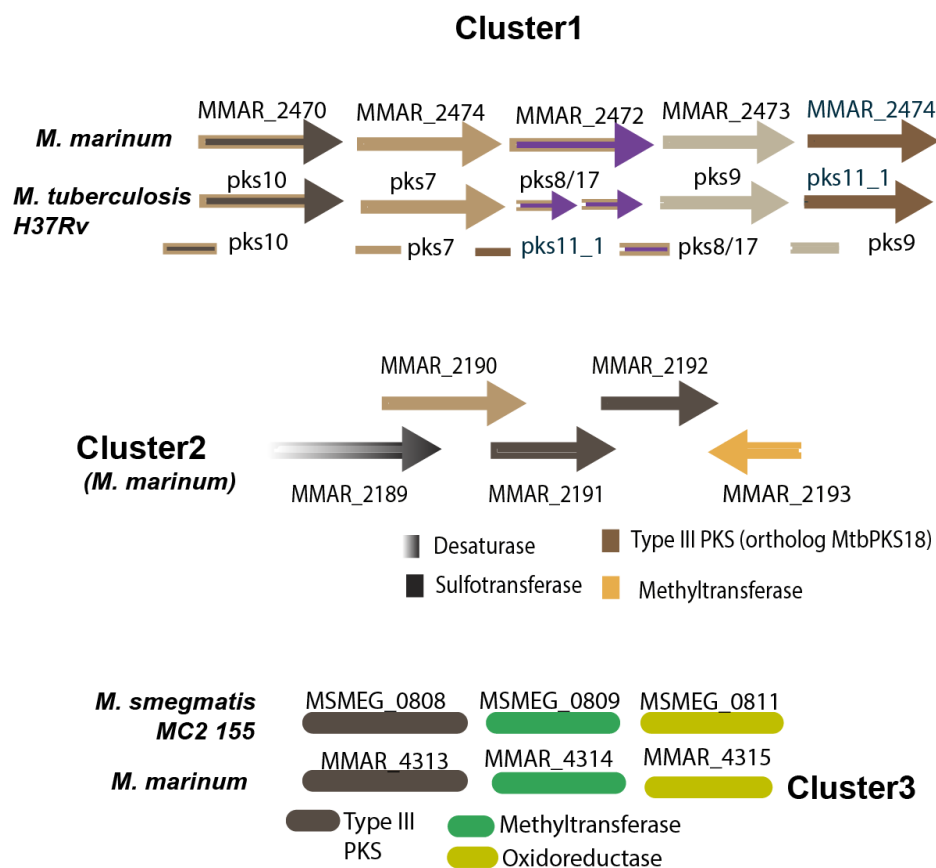 Cluster1
MMAR_2470 MMAR_2474 MMAR_2472 MMAR_2473 MMAR_2474
M. marinum
pks10 pks7 pks8/17 pks9 pks11_1
M. tuberculosis
H37Rv
pks10 pks7 pks11_1 pks8/17 pks9
MMAR_2190 MMAR_2192
Cluster2
(M. marinum)
MMAR_2189 MMAR_2191 MMAR_2193
Desaturase Type III PKS (ortholog MtbPKS18)
Sulfotransferase Methyltransferase
M. smegmatis MSMEG_0808 MSMEG_0809 MSMEG_0811
MC2 155
M. marinum MMAR_4313 MMAR_4314 MMAR_4315
Cluster3
Type III Methyltransferase
PKS Oxidoreductase